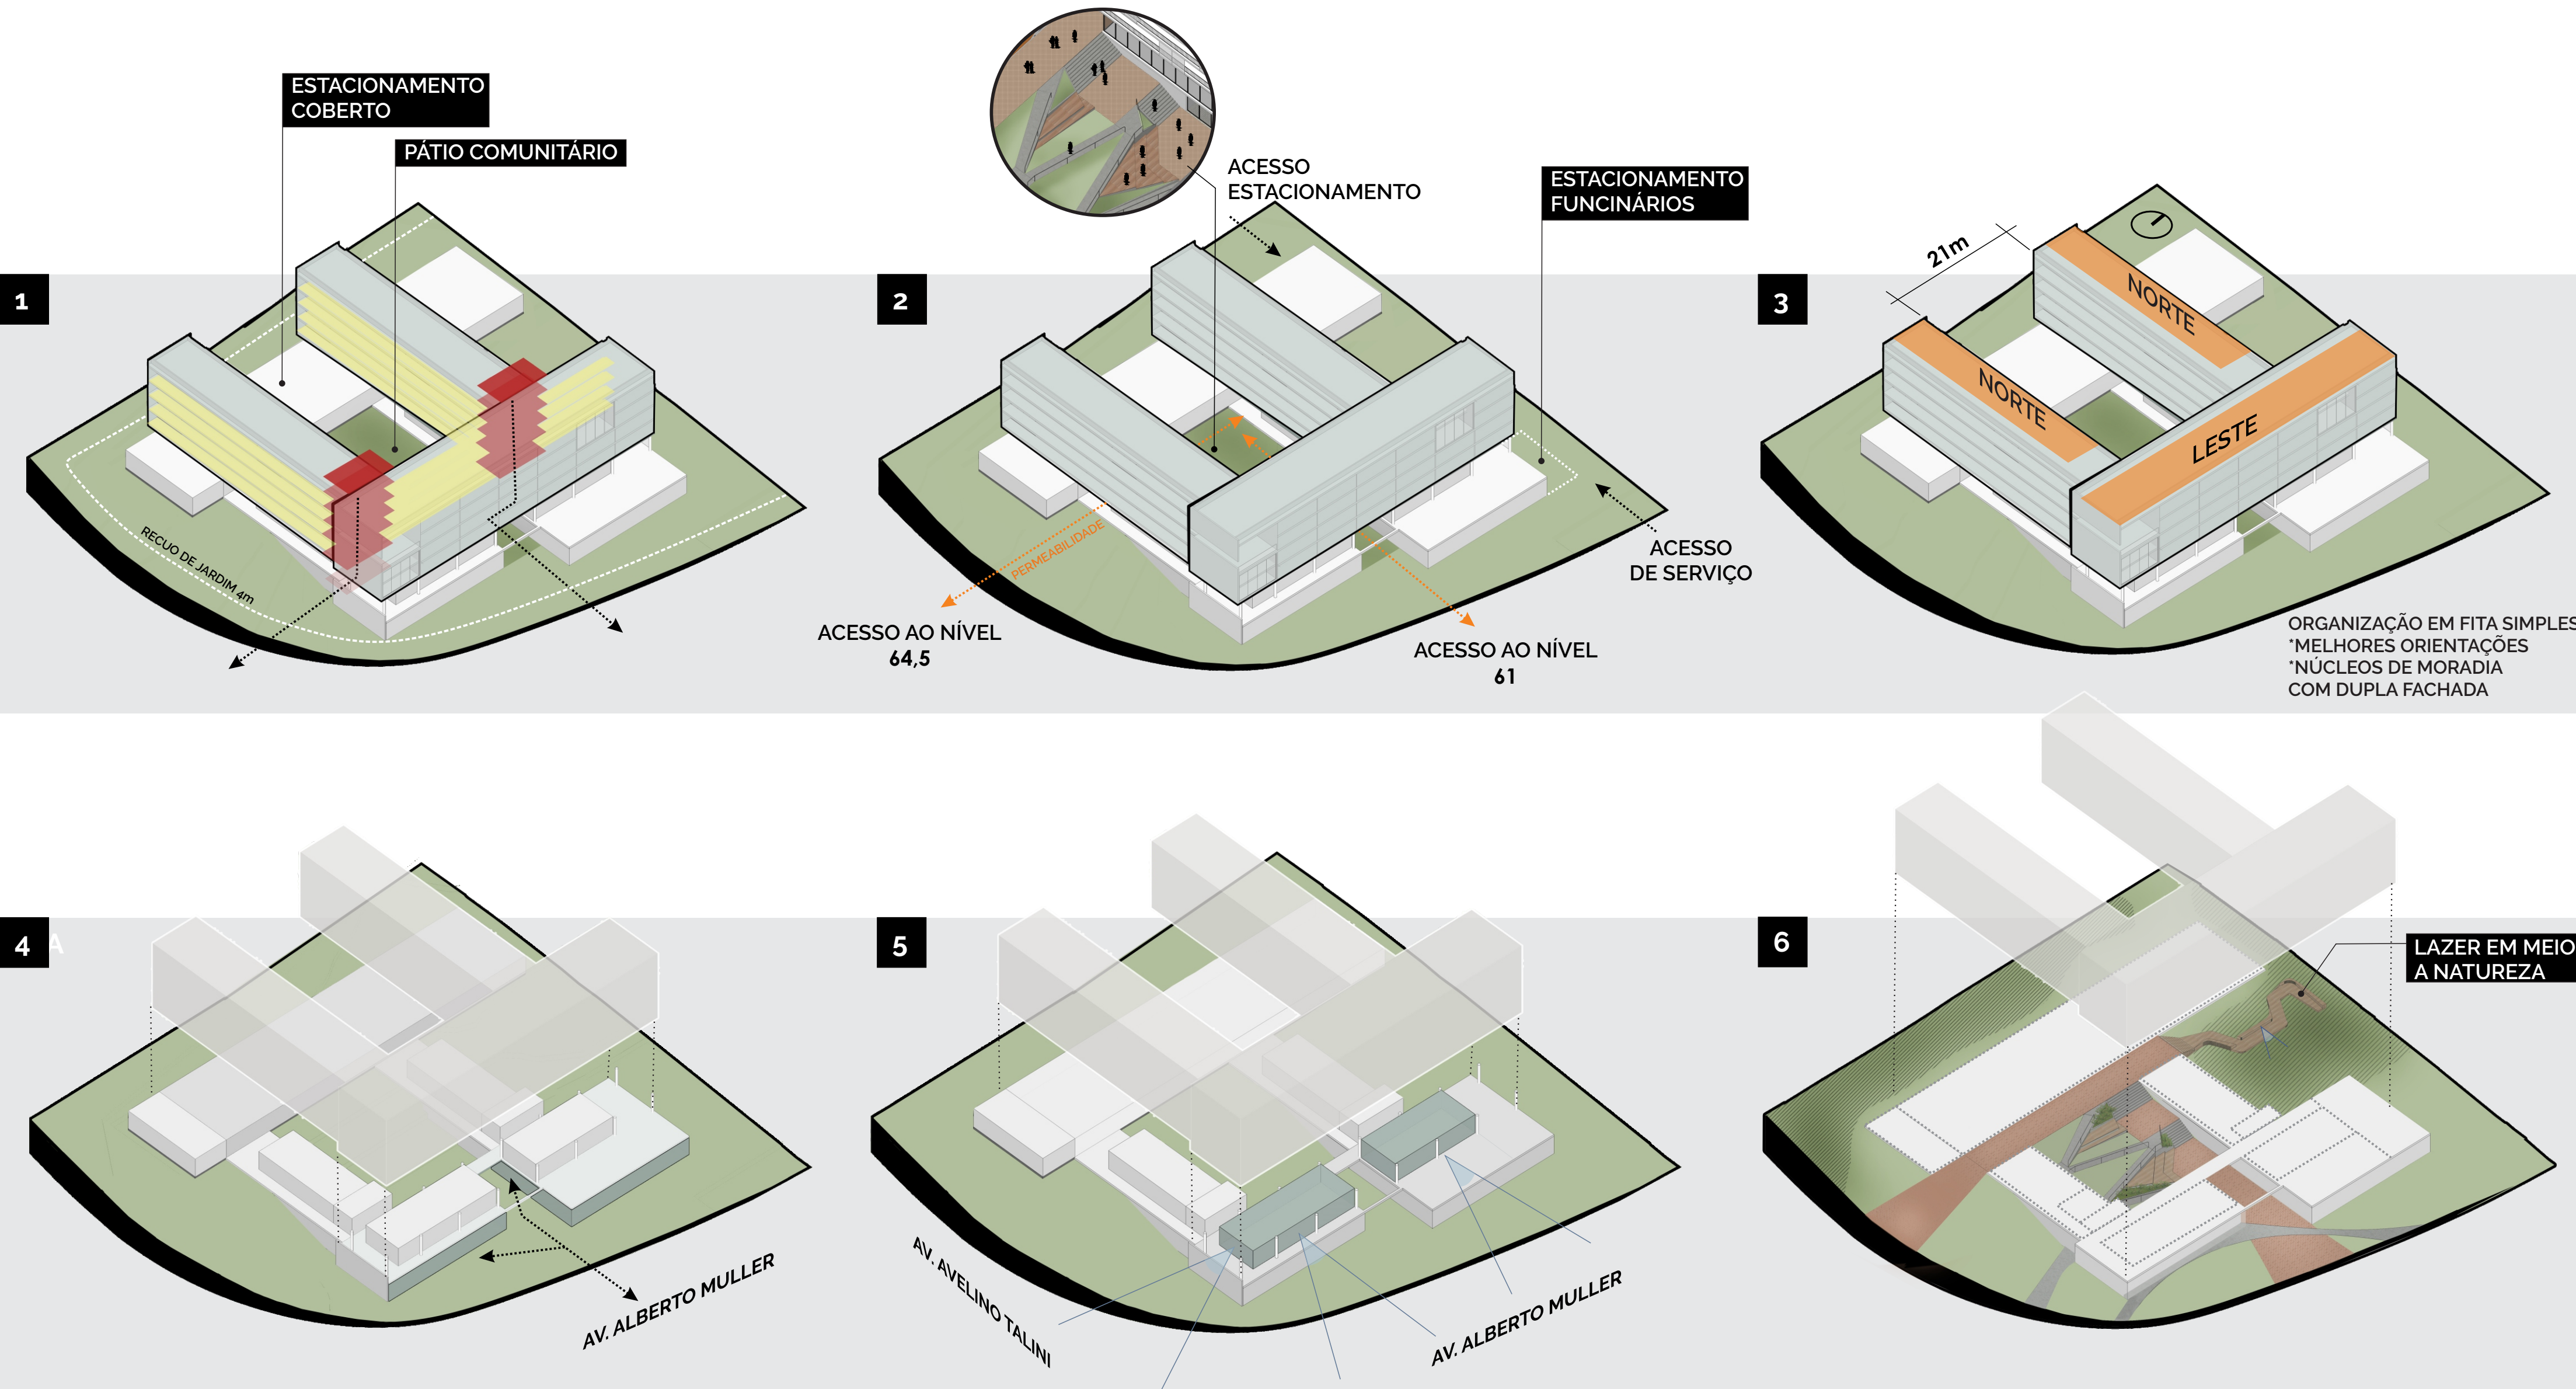 ESTACIONAMENTO
COBERTO
PÁTIO COMUNITÁRIO
1
RECUO DE JARDIM 4m
ACESSO
ESTACIONAMENTO
ESTACIONAMENTO
FUNCINÁRIOS
2
PERMEABILIDADE
ACESSO AO NÍVEL
64,5
ACESSO AO NÍVEL
61
ACESSO
DE SERVIÇO
3
21m
NORTE
NORTE
LESTE
ORGANIZAÇÃO EM FITA SIMPLES
*MELHORES ORIENTAÇÕES
*NÚCLEOS DE MORADIA
COM DUPLA FACHADA
4
A
AV. ALBERTO MULLER
5
AV. AVELINO TALINI
AV. ALBERTO MULLER
6
LAZER EM MEIO
A NATUREZA